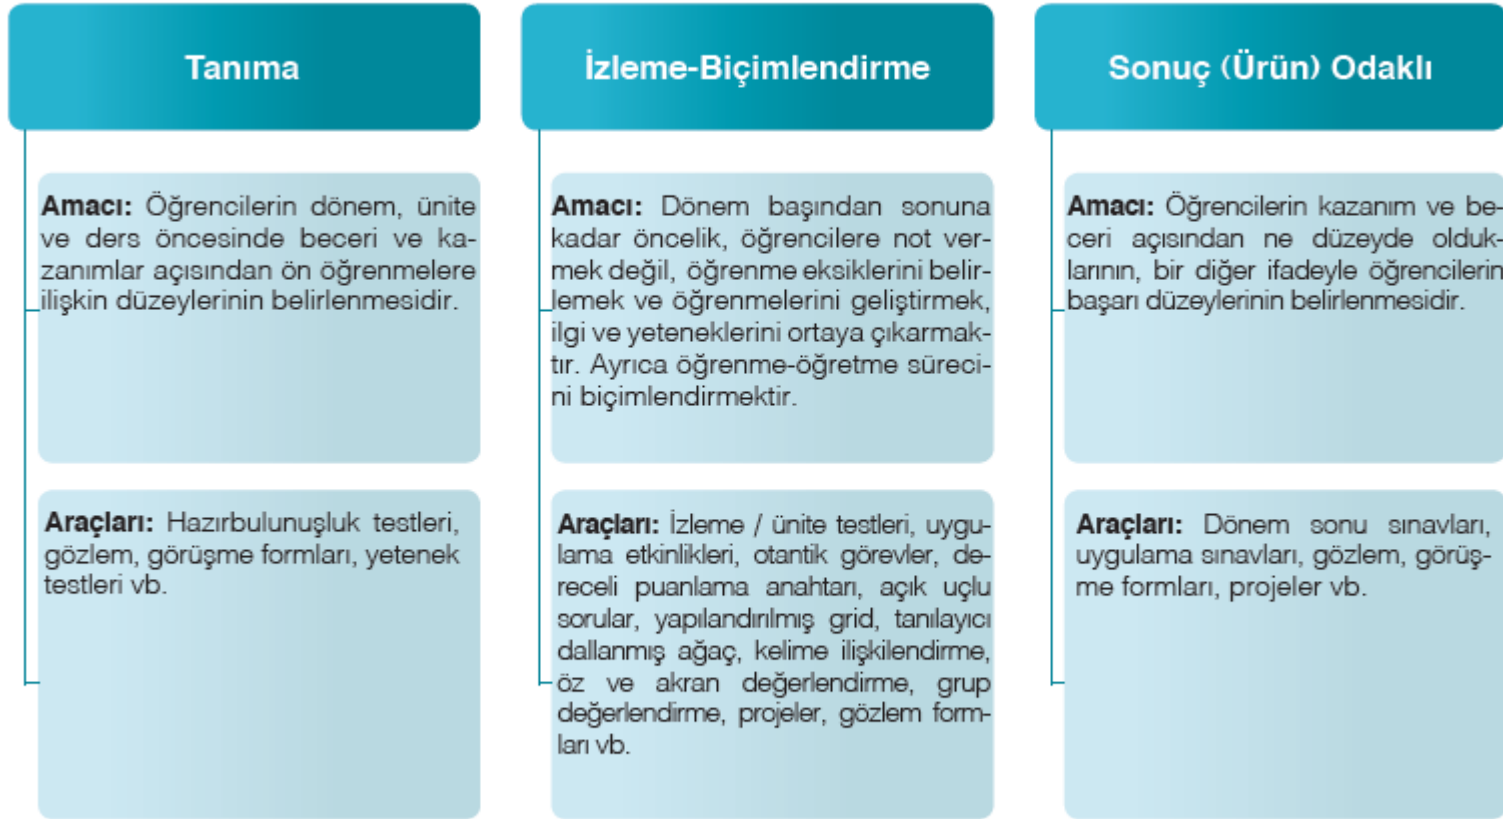 Tanıma
Amacı: Öğrencilerin dönem, ünite
ve ders öncesinde beceri ve ka-
zanımlar açısından ön öğrenmelere
ilişkin düzeylerinin belirlenmesidir.
Araçları: Hazırbulunuşluk testleri,
gözlem, görüşme formları, yetenek
testleri vb.
İzleme-Biçimlendirme
Amacı: Dönem başından sonuna
kadar öncelik, öğrencilere not ver-
mek değil, öğrenme eksiklerini belir-
lemek ve öğrenmelerini geliştirmek,
ilgi ve yeteneklerini ortaya çıkarmak-
tır. Ayrıca öğrenme-öğretme süreci-
ni biçimlendirmektir.
Araçları: İzleme / ünite testleri, uygu-
lama etkinlikleri, otantik görevler, de-
receli puanlama anahtarı, açık uçlu
sorular, yapılandırılmış grid, tanılayıcı
dallanmış ağaç, kelime ilişkilendirme,
öz ve akran değerlendirme, grup
değerlendirme, projeler, gözlem form-
ları vb.
Sonuç (Ürün) Odaklı
Amacı: Öğrencilerin kazanım ve be-
ceri açısından ne düzeyde olduk-
larının, bir diğer ifadeyle öğrencilerin
başarı düzeylerinin belirlenmesidir.
Araçları: Dönem sonu sınavları,
uygulama sınavları, gözlem, görüş-
me formları, projeler vb.